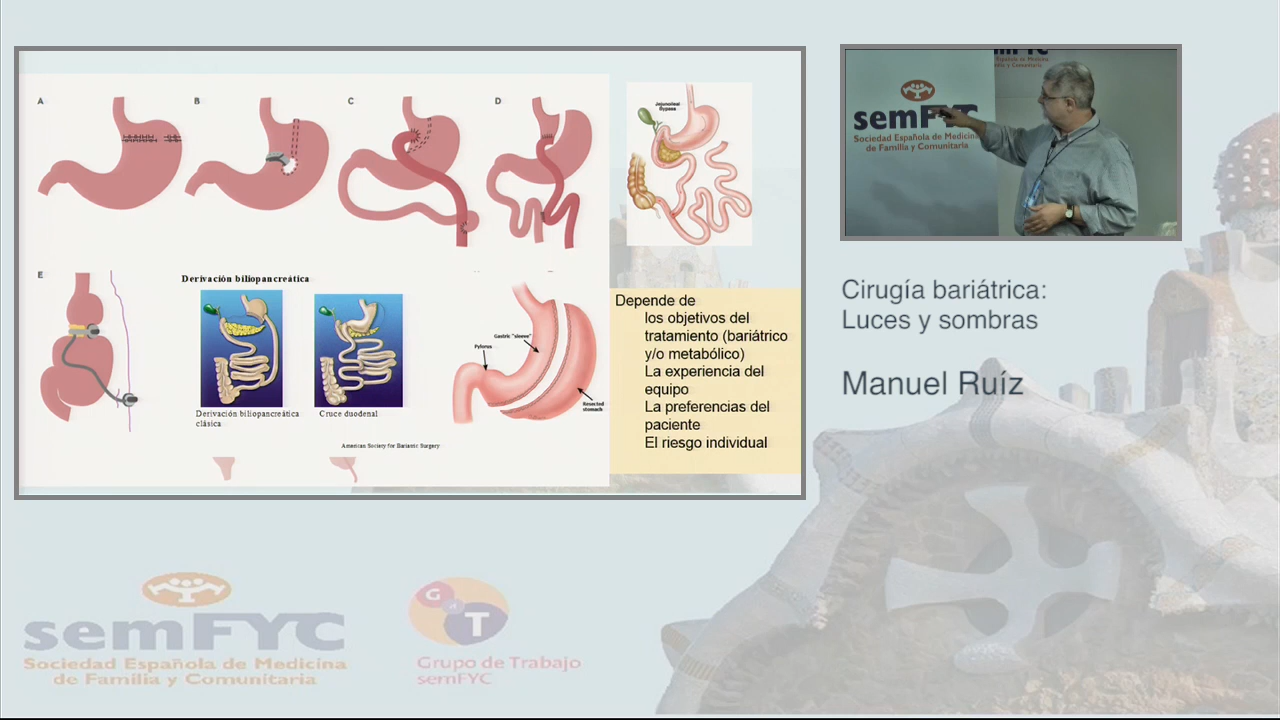 A
B
C
D
Jejunoileal
Bypass
E
Derivación biliopancreática
Derivación biliopancreática
clásica
Cruce duodenal
Gastric "sleeve"
Pylorus
Resected
stomach
American Society for Bariatric Surgery
Depende de
los objetivos del
tratamiento (bariátrico
y/o metabólico)
La experiencia del
equipo
La preferencias del
paciente
El riesgo individual
semFYC
Sociedad Española de Medicina
de Familia y Comunitaria
Cirugía bariátrica:
Luces y sombras
Manuel Ruíz
semFYC
Sociedad Española de Medicina
de Familia y Comunitaria
G T
Grupo de Trabajo
semFYC